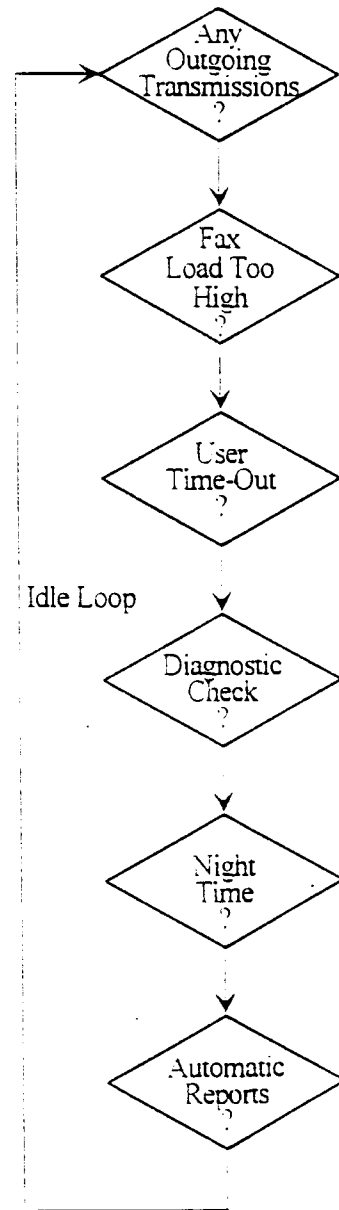 Any
Outgoing
Transmissions
?
Fax
Load Too
High
?
User
Time-Out
?
Idle Loop
Diagnostic
Check
?
Night
Time
?
Automatic
Reports
?